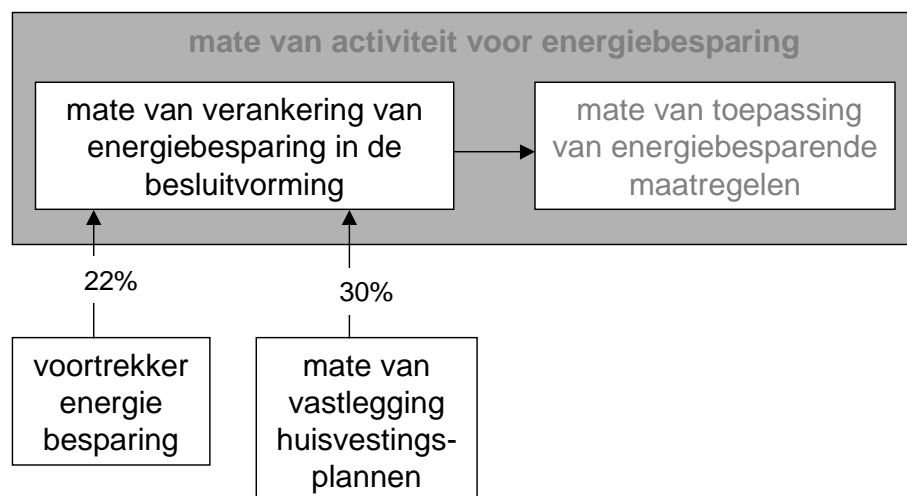 mate van activiteit voor energiebesparing
mate van verankering van
energiebesparing in de
besluitvorming
mate van toepassing
van energiebesparende
maatregelen
22%
30%
voortrekker
energie
besparing
mate van
vastlegging
huisvestings-
plannen